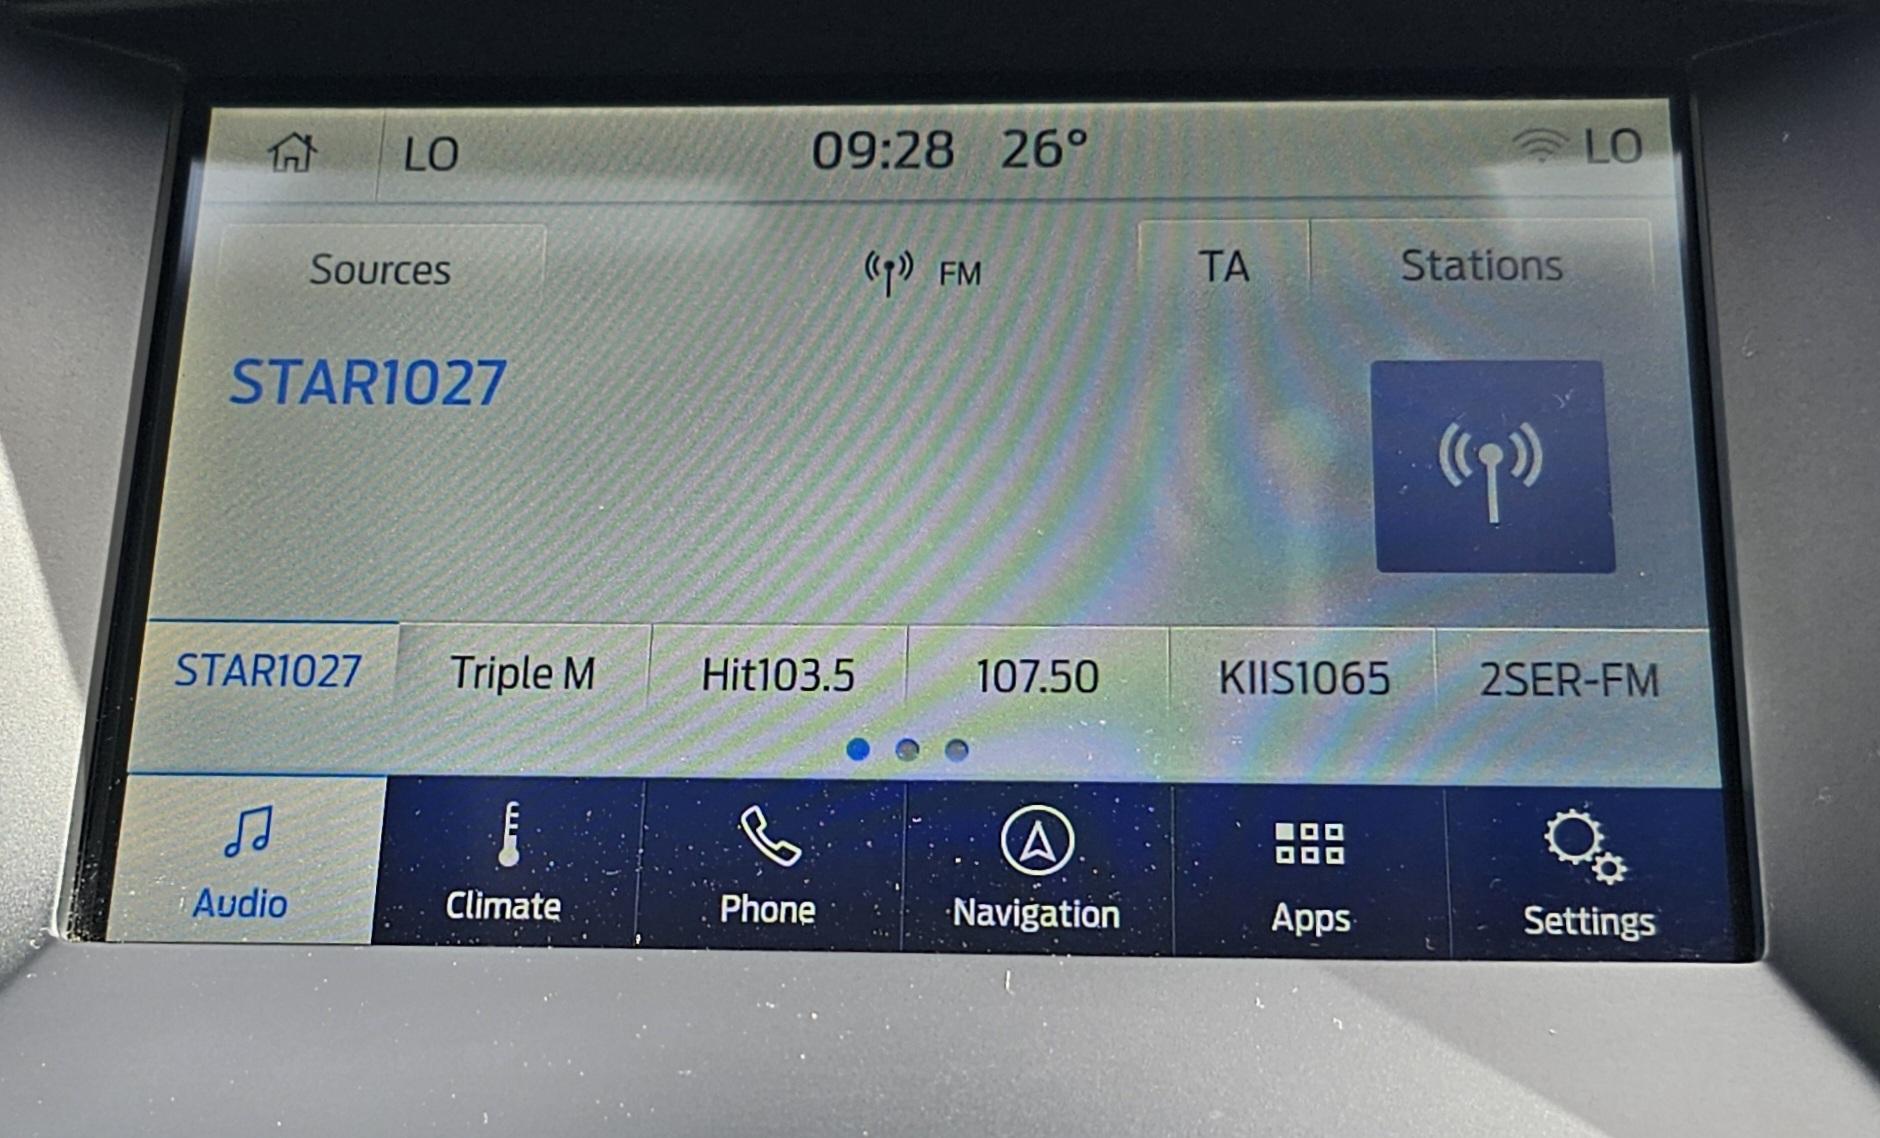 LO 09:28 26° LO
Sources FM TA Stations
STAR1027
STAR1027 Triple M Hit103.5 107.50 KIIS1065 2SER-FM
Audio Climate Phone Navigation Apps Settings